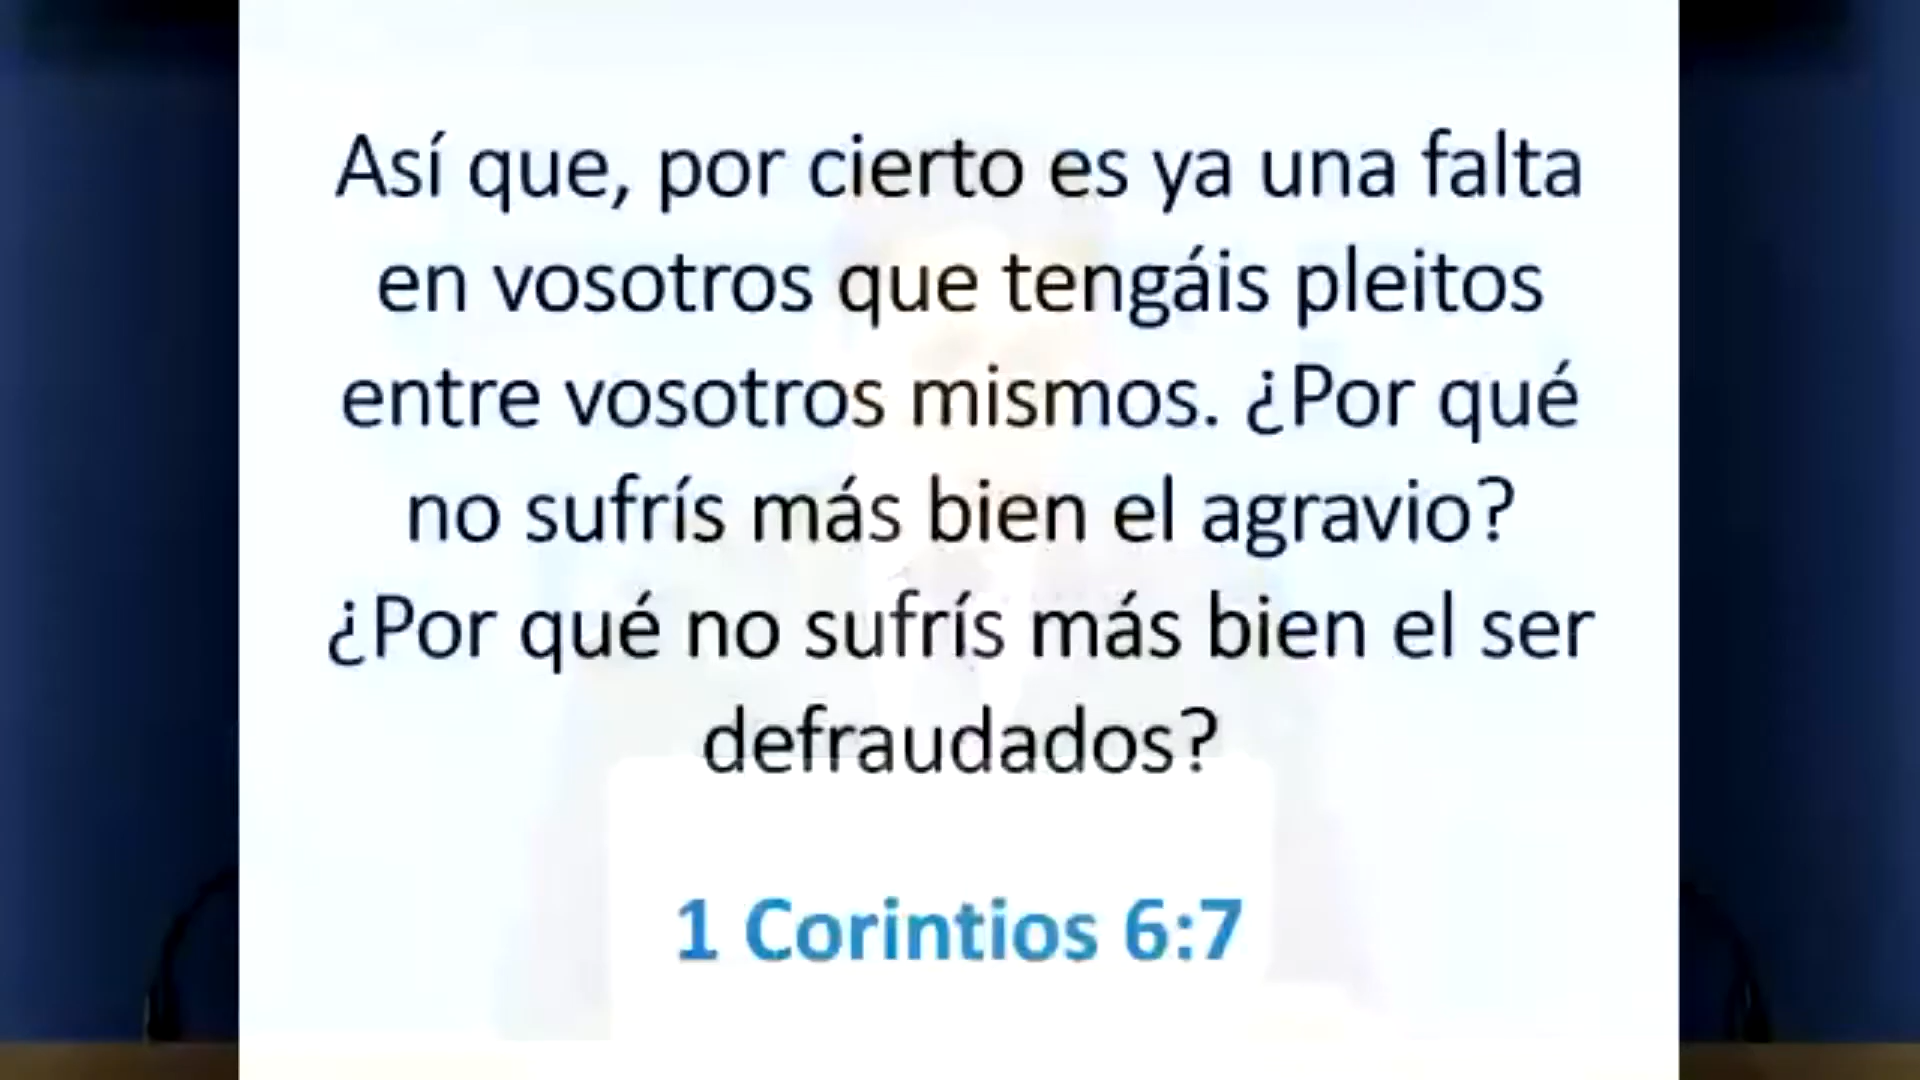 Así que, por cierto es ya una falta
en vosotros que tengáis pleitos
entre vosotros mismos. ¿Por qué
no sufrís más bien el agravio?
¿Por qué no sufrís más bien el ser
defraudados?
1 Corintios 6:7